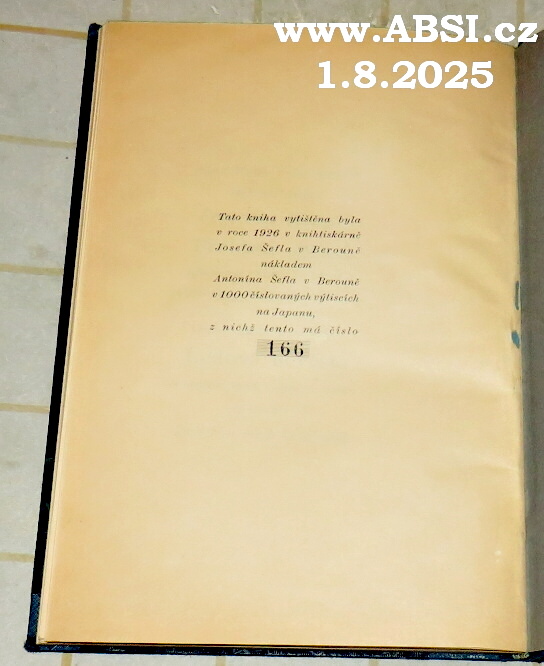 www.ABSI.cz
1.8.2025
Tato kniha vytištěna byla
v roce 1926 v knihtiskárně
Josefa Šefla v Berouně
nákladem
Antonína Šefla v Berouně
v 1000 číslovaných výtiscích
na Japanu,
z nichž tento má číslo
166